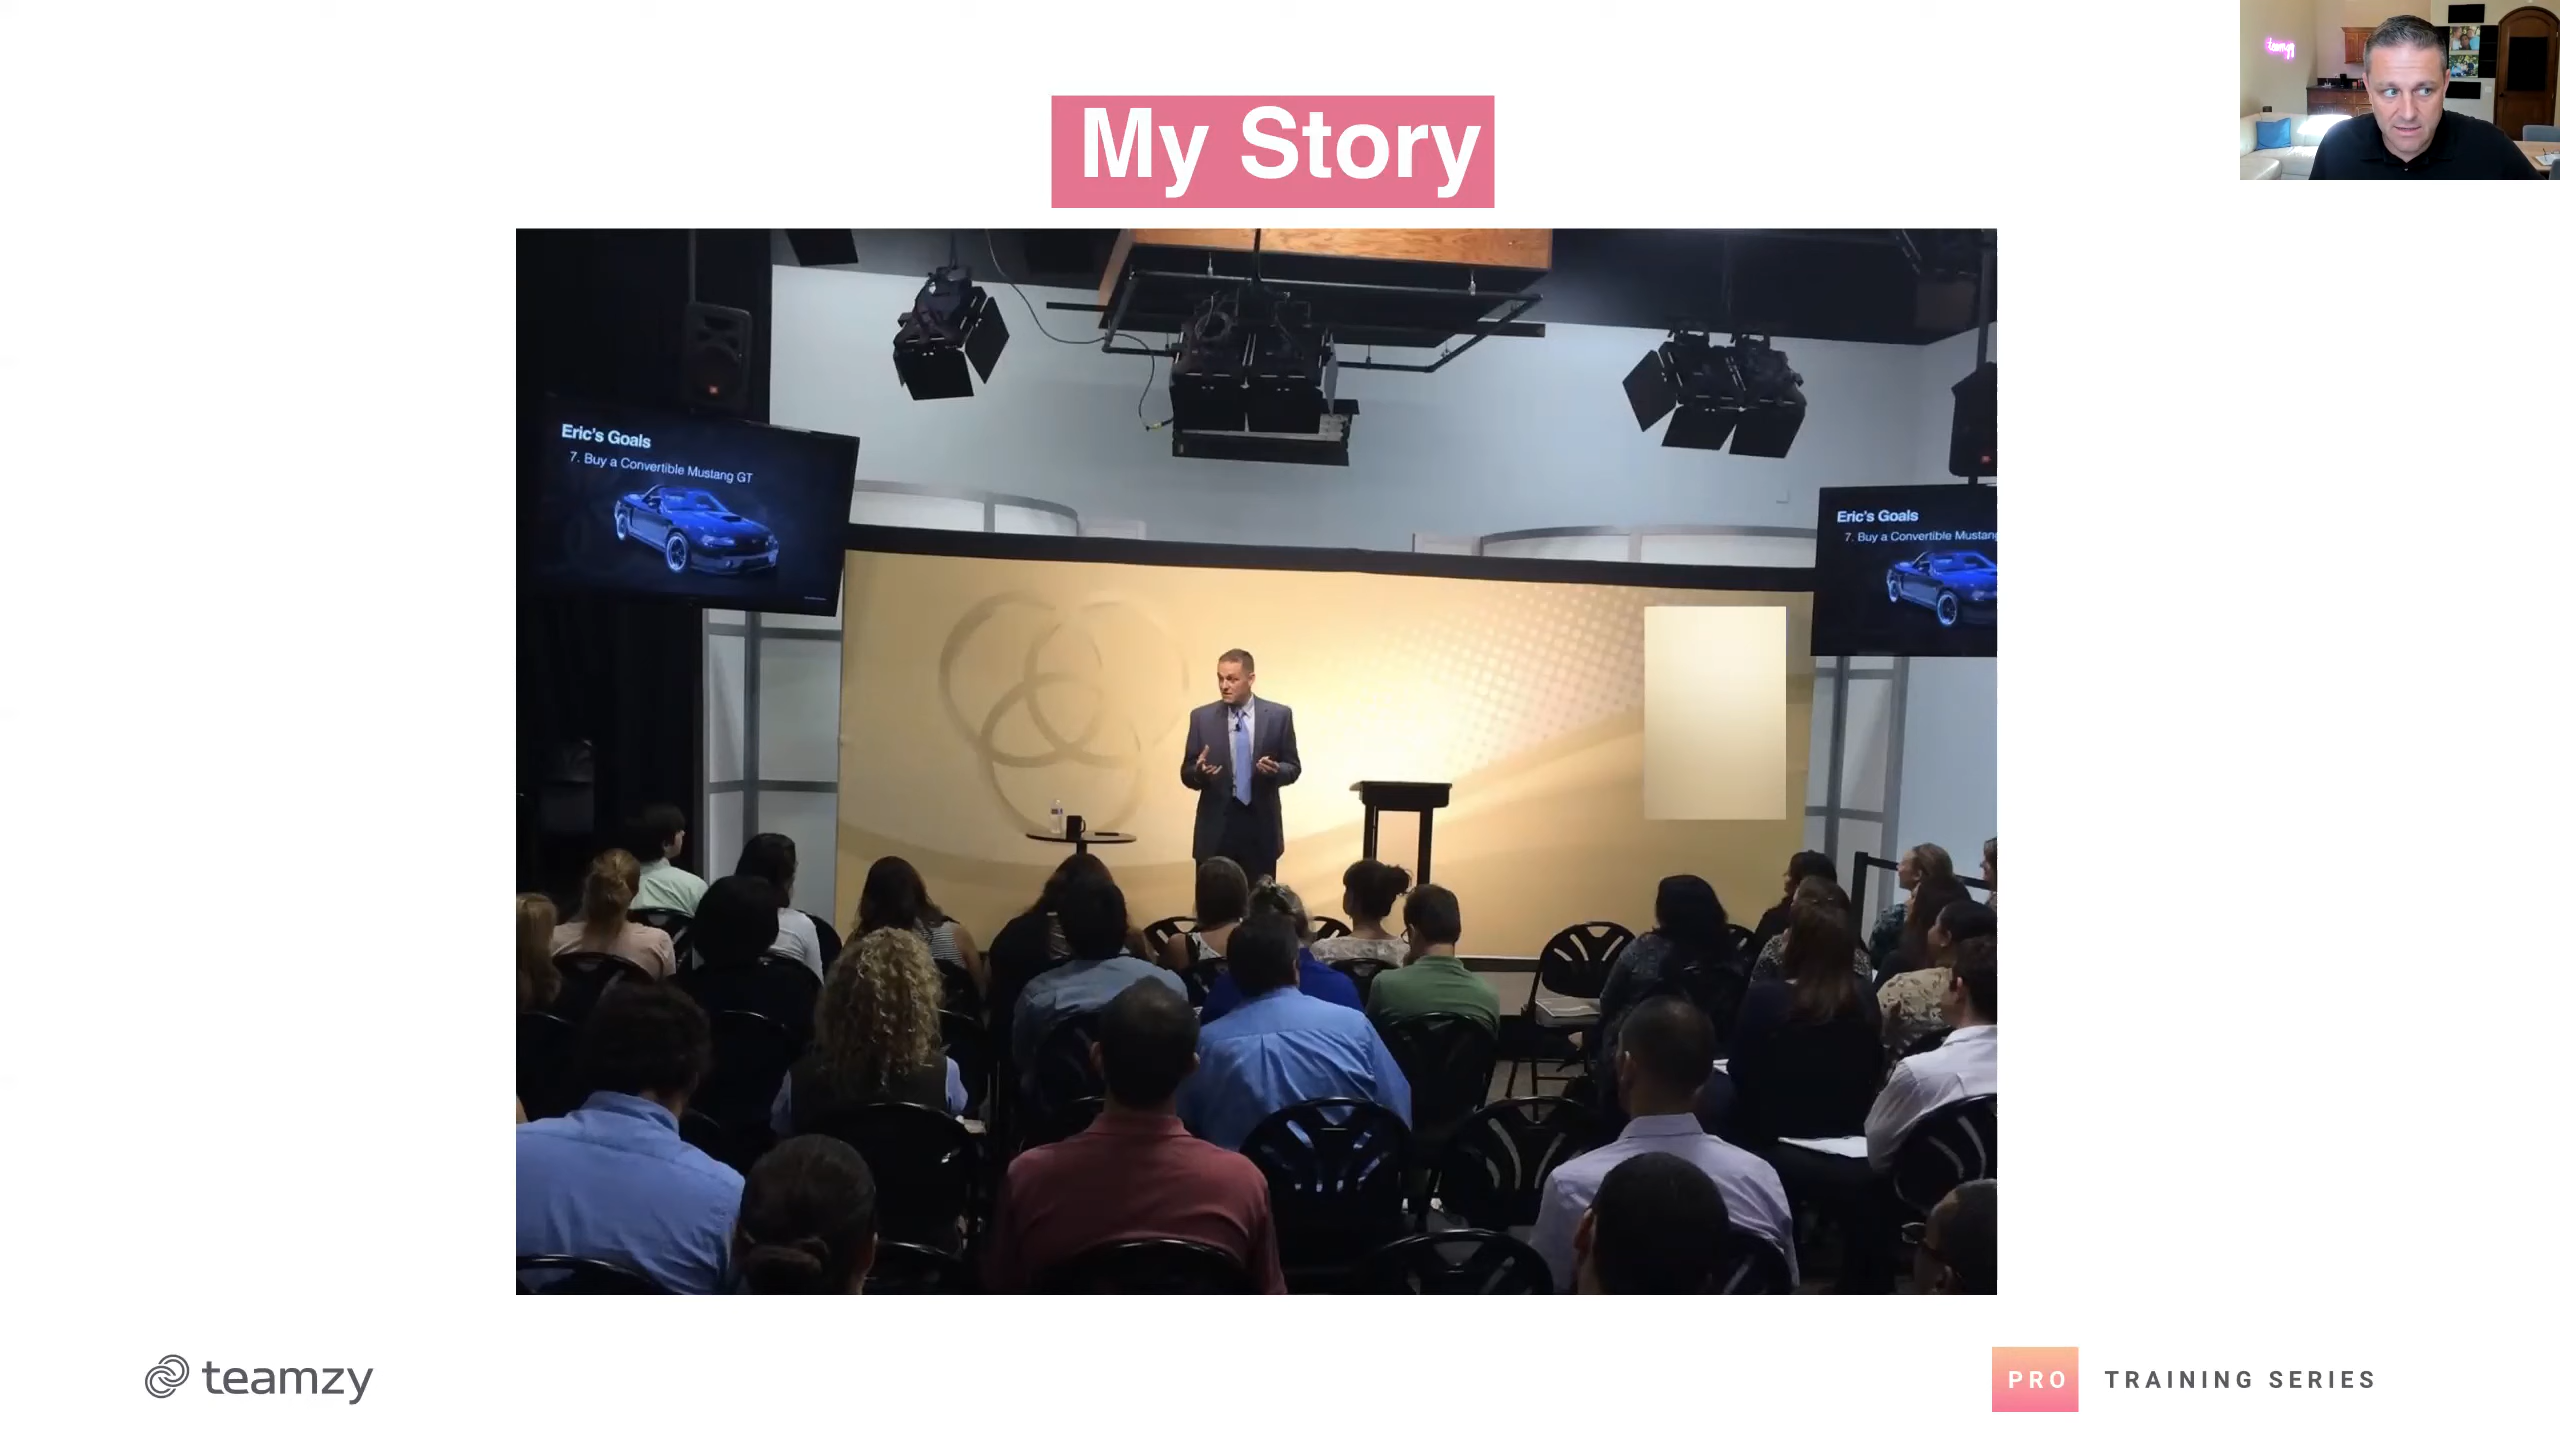 My Story
teamzy
Eric's Goals
7. Buy a Convertible Mustang GT
Eric's Goals
7. Buy a Convertible Mustang
teamzy
PRO TRAINING SERIES